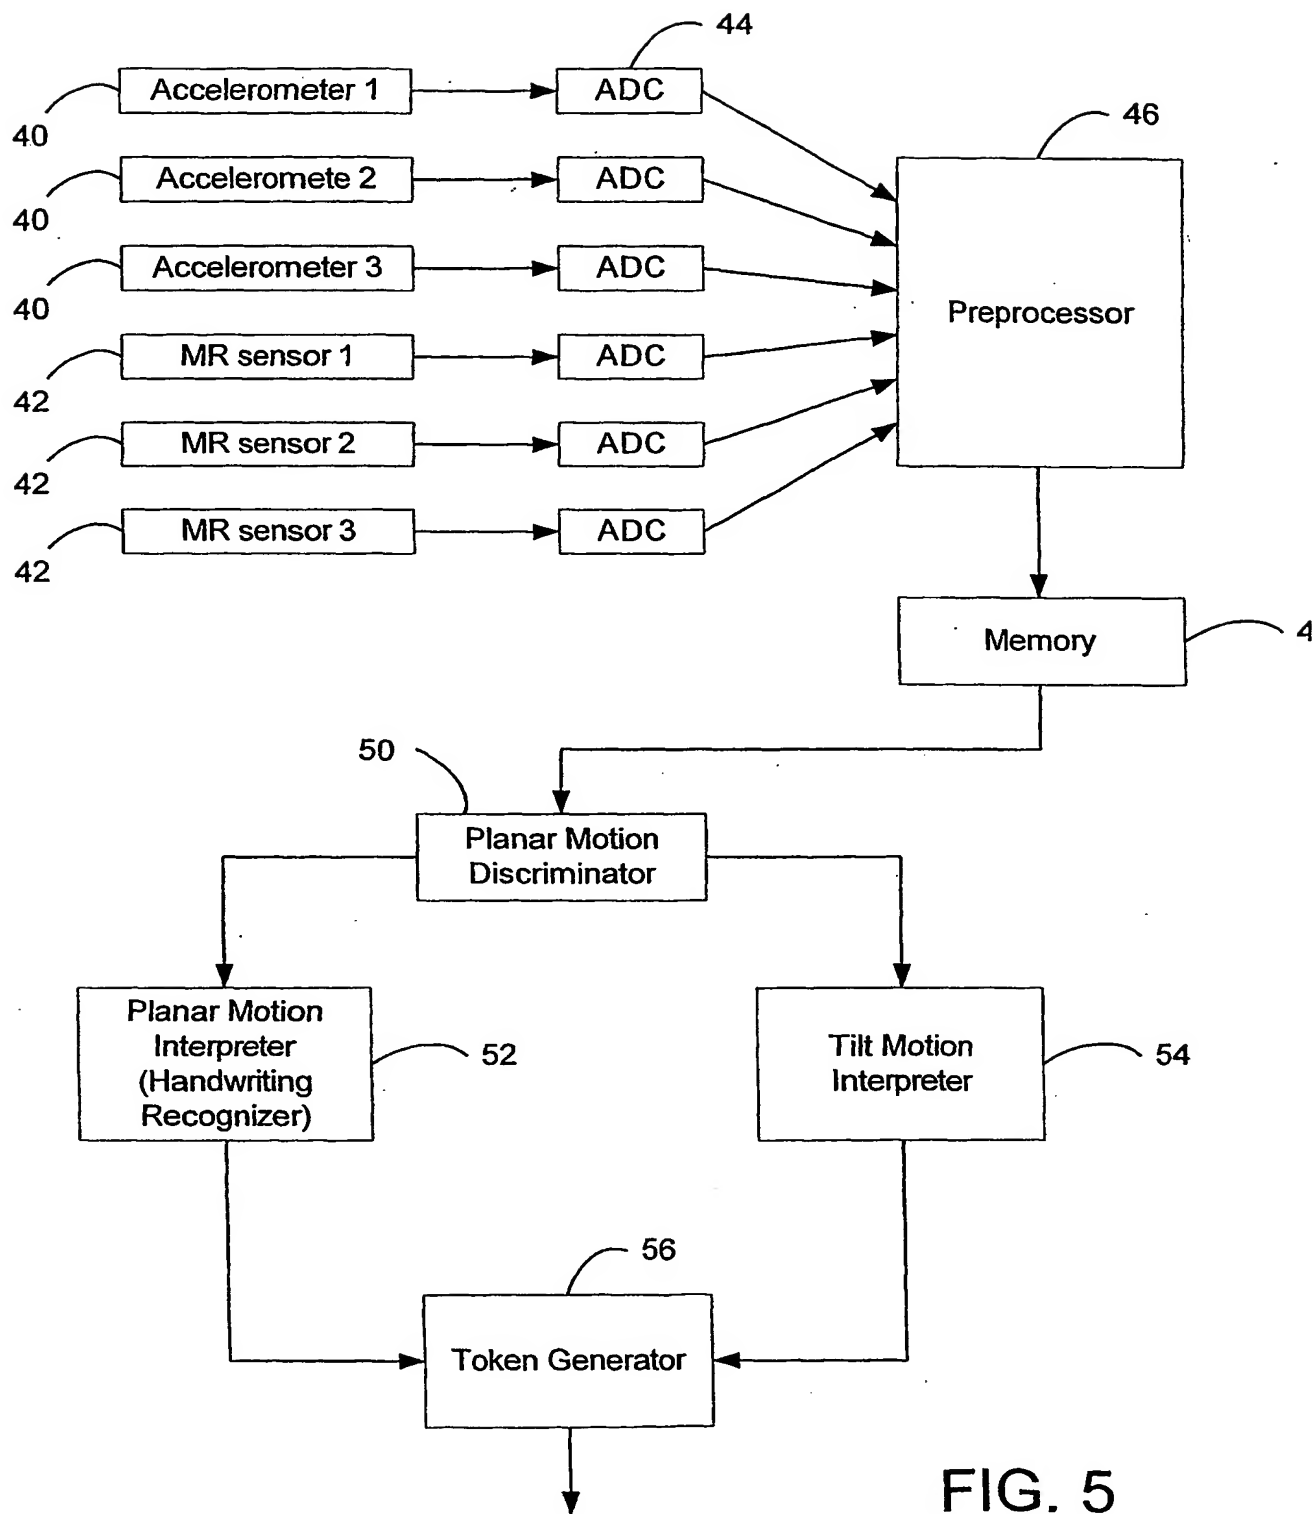 44
Accelerometer 1
ADC
40
46
Acceleromete 2
ADC
40
Accelerometer 3
ADC
40
Preprocessor
MR sensor 1
ADC
42
MR sensor 2
ADC
42
MR sensor 3
ADC
42
Memory
4
50
Planar Motion
Discriminator
Planar Motion
Interpreter
(Handwriting
Recognizer)
52
Tilt Motion
Interpreter
54
56
Token Generator
FIG. 5